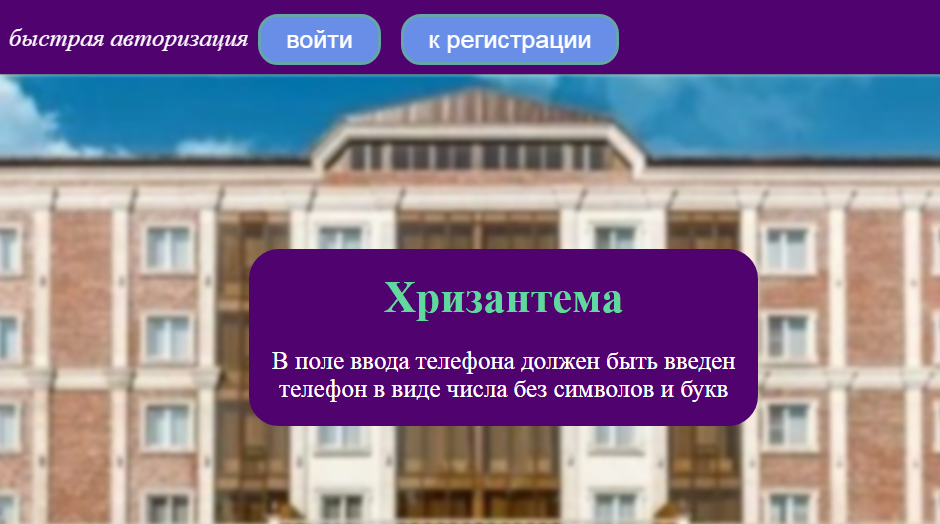 быстрая авторизация войти к регистрации
Хризантема
В поле ввода телефона должен быть введен
телефон в виде числа без символов и букв